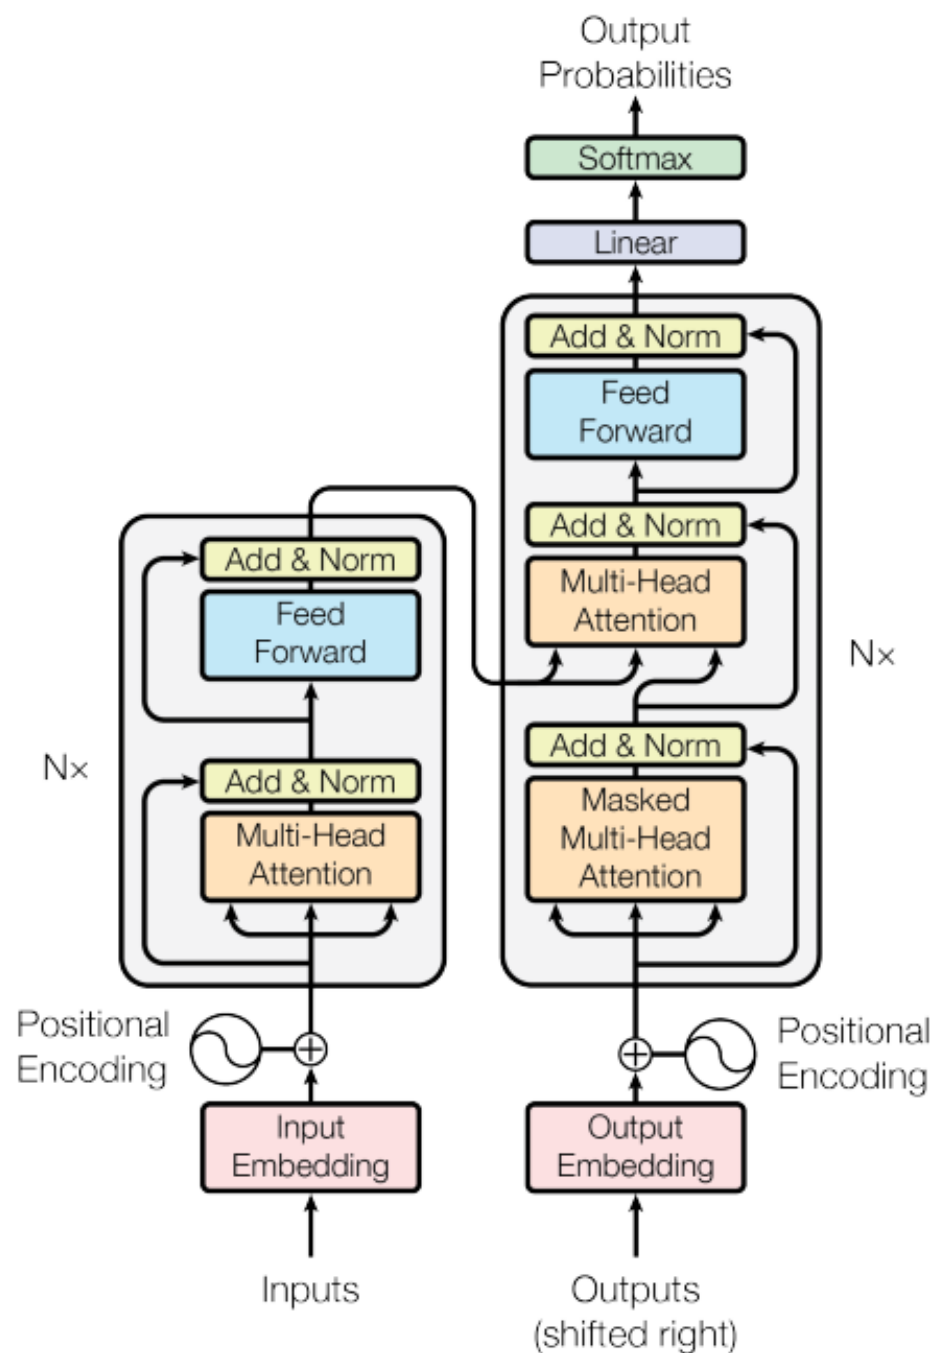 Output
Probabilities
Softmax
Linear
Add & Norm
Feed
Forward
Add & Norm
Multi-Head
Attention
Add & Norm
Masked
Multi-Head
Attention
N×
Add & Norm
Feed
Forward
Add & Norm
Multi-Head
Attention
N×
Positional
Encoding
Positional
Encoding
Input
Embedding
Output
Embedding
Inputs
Outputs
(shifted right)